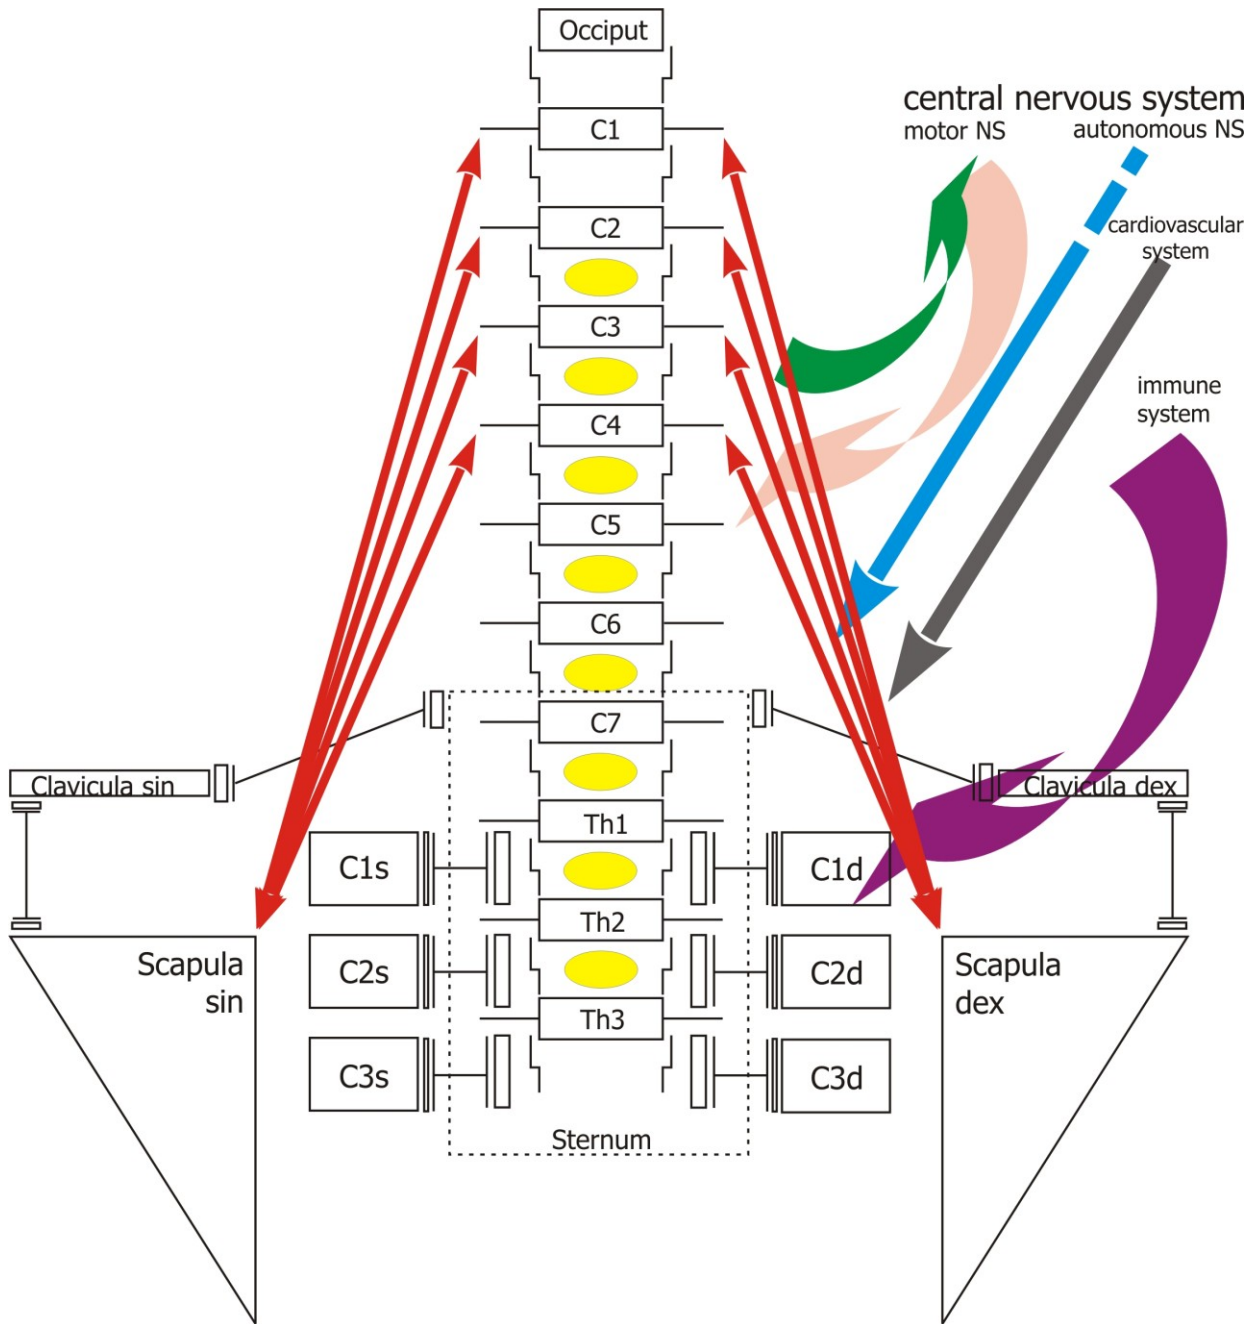 Occiput
central nervous system
motor NS
autonomous NS
C1
C2
cardiovascular
system
C3
immune
system
C4
C5
C6
C7
Clavicula sin
Clavicula dex
Th1
C1s
C1d
Th2
Scapula
sin
C2s
C2d
Scapula
dex
Th3
C3s
C3d
Sternum